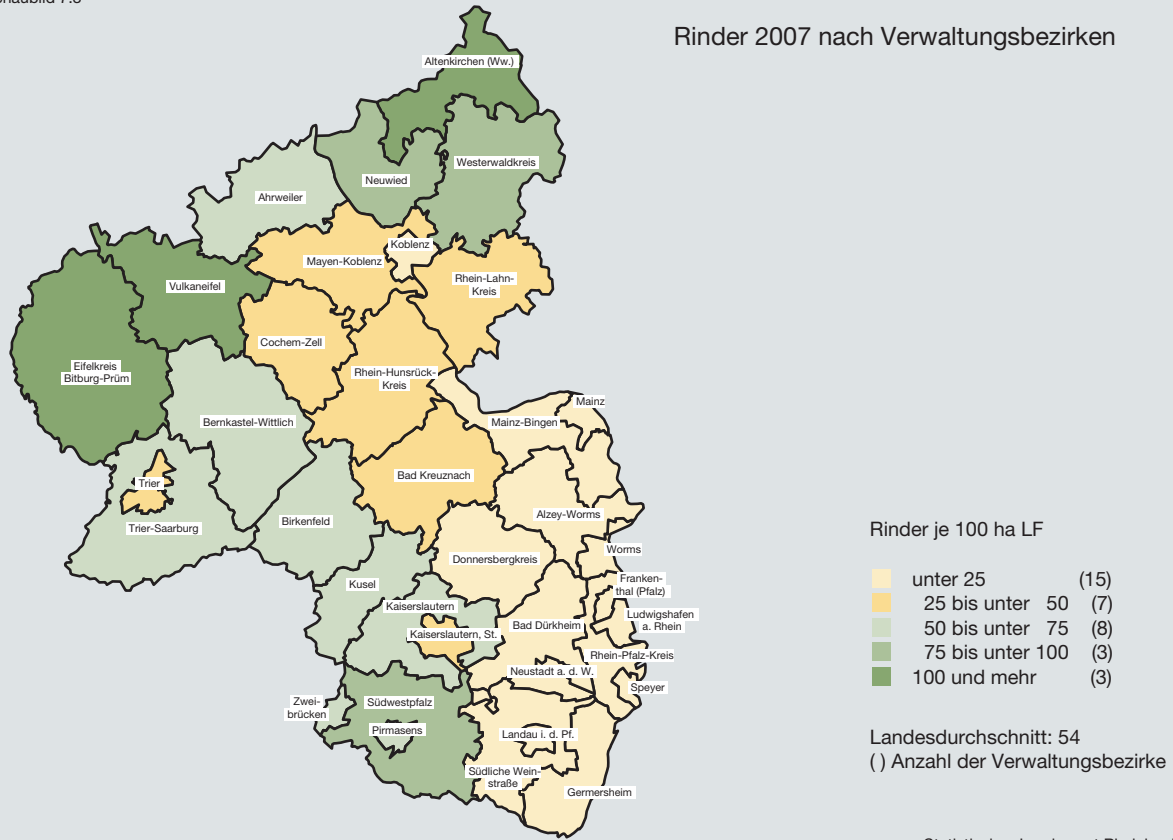 Rinder 2007 nach Verwaltungsbezirken
Altenkirchen (Ww.)
Westerwaldkreis
Neuwied
Ahrweiler
Koblenz
Mayen-Koblenz
Rhein-Lahn-
Kreis
Vulkaneifel
Cochem-Zell
Eifelkreis
Bitburg-Prüm
Rhein-Hunsrück-
Kreis
Mainz
Bernkastel-Wittlich
Mainz-Bingen
Bad Kreuznach
Trier
Alzey-Worms
Trier-Saarburg
Birkenfeld
Worms
Donnersbergkreis
Kusel
Franken-
thal (Pfalz)
Kaiserslautern
Ludwigshafen
a. Rhein
Bad Dürkheim
Kaiserslautern, St.
Rhein-Pfalz-Kreis
Neustadt a. d. W.
Speyer
Zwei-
brücken
Südwestpfalz
Pirmasens
Landau i. d. Pf.
Südliche Wein-
straße
Germersheim
Rinder je 100 ha LF
unter 25 (15)
25 bis unter 50 (7)
50 bis unter 75 (8)
75 bis unter 100 (3)
100 und mehr (3)
Landesdurchschnitt: 54
( ) Anzahl der Verwaltungsbezirke